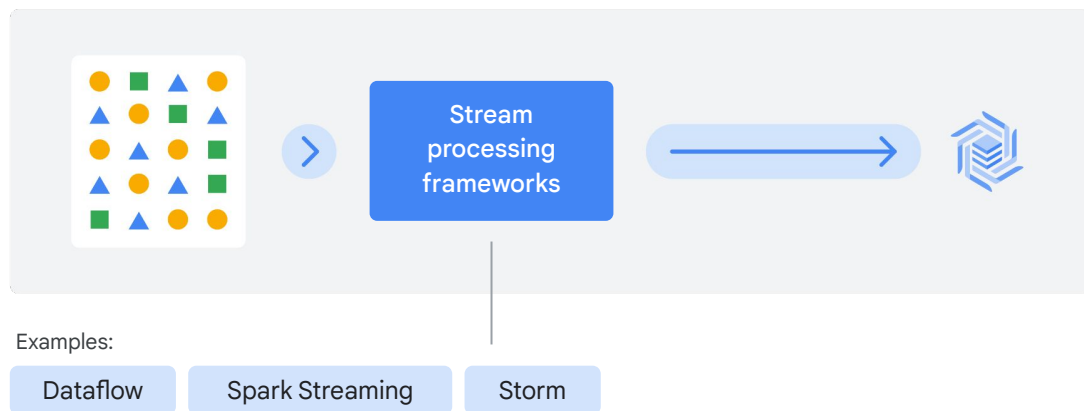 Stream
processing
frameworks
Examples:
Dataflow
Spark Streaming
Storm